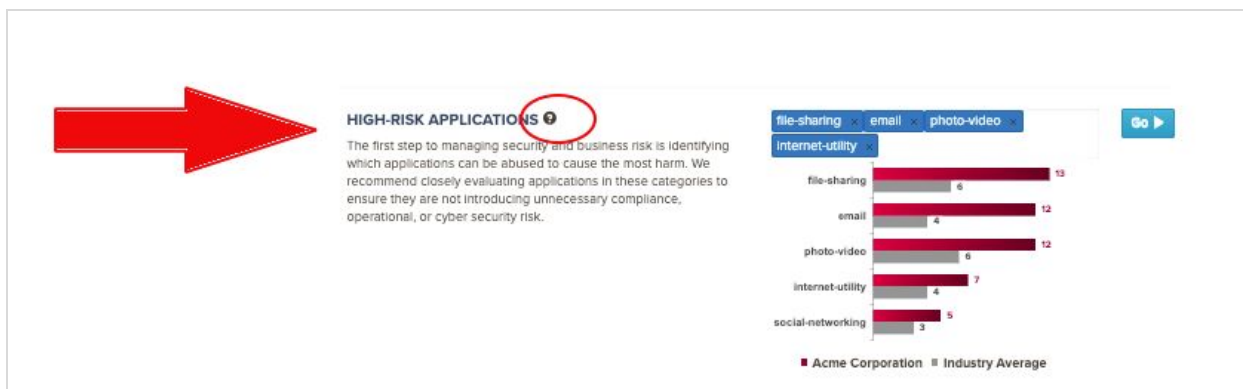 HIGH-RISK APPLICATIONS ?
The first step to managing security and business risk is identifying
which applications can be abused to cause the most harm. We
recommend closely evaluating applications in these categories to
ensure they are not introducing unnecessary compliance,
operational, or cyber security risk.
file-sharing × email × photo-video ×
internet-utility ×
Go
file-sharing 13
6
email 12
4
photo-video 12
6
internet-utility 7
4
social-networking 5
3
Acme Corporation Industry Average